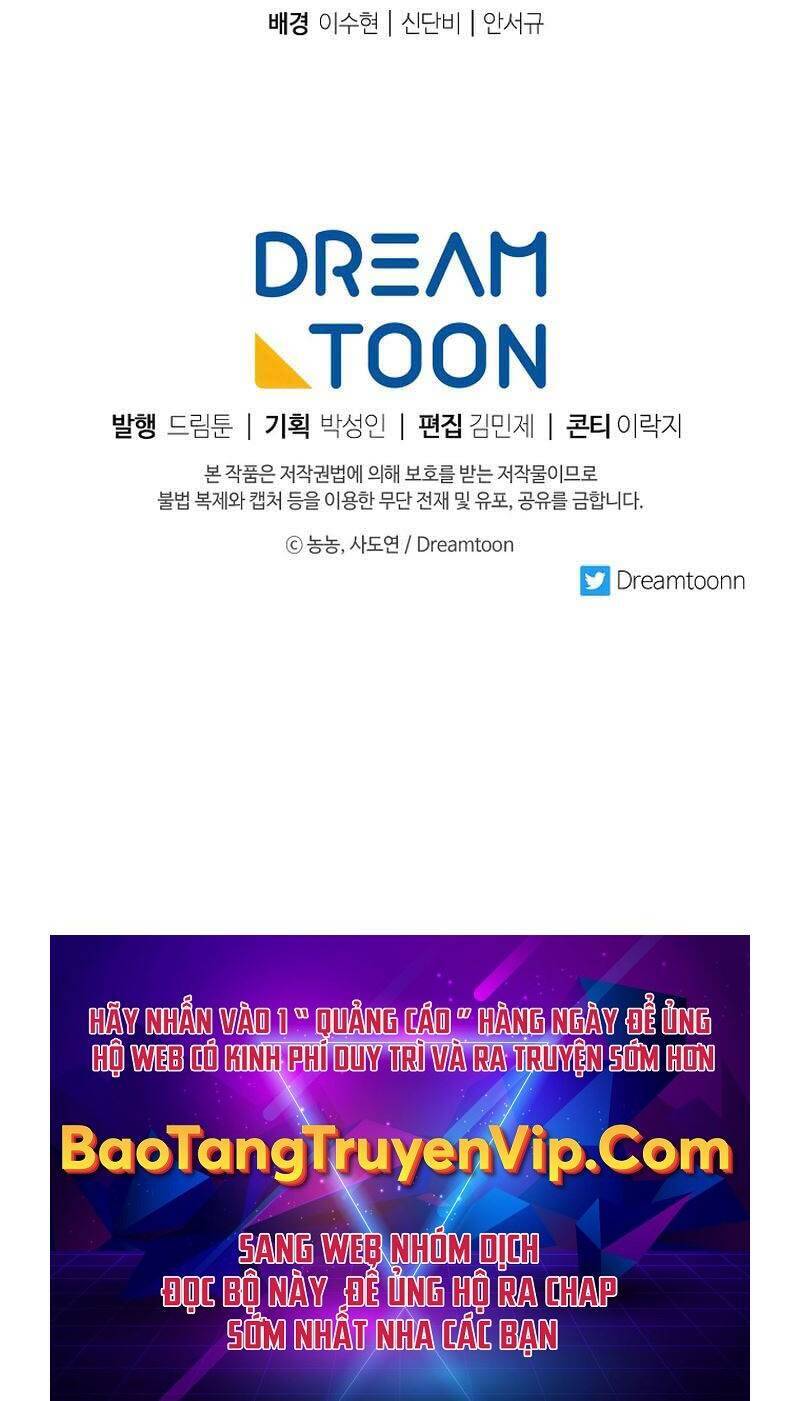 배경 이수현 | 신단비 | 안서규
DREAM
TOON
발행 드림툰 | 기획 박성인 | 편집 김민제 | 콘티 이락지
본 작품은 저작권법에 의해 보호를 받는 저작물이므로
불법 복제와 캡처 등을 이용한 무단 전재 및 유포, 공유를 금합니다.
ⓒ 농농, 사도연 / Dreamtoon
Dreamtoonn
HÃY NHẤN VÀO 1 “ QUẢNG CÁO ” HÀNG NGÀY ĐỂ ỦNG
HỘ WEB CÓ KINH PHÍ DUY TRÌ VÀ RA TRUYỆN SỚM HƠN
BaoTangTruyenVip.Com
SANG WEB NHÓM DỊCH
ĐỌC BỘ NÀY ĐỂ ỦNG HỘ RA CHAP
SỚM NHẤT NHA CÁC BẠN